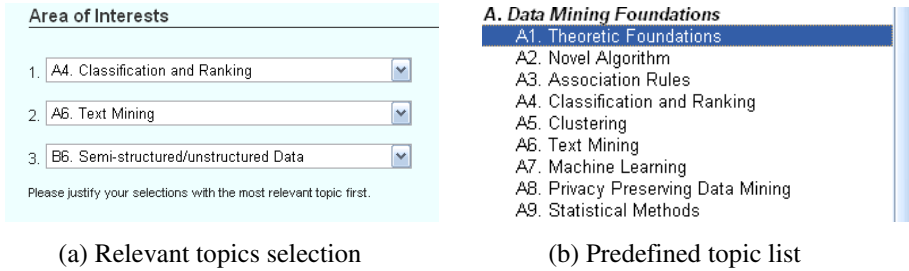 Area of Interests
1. A4. Classification and Ranking
2. A6. Text Mining
3. B6. Semi-structured/unstructured Data
Please justify your selections with the most relevant topic first.
(a) Relevant topics selection
A. Data Mining Foundations
A1. Theoretic Foundations
A2. Novel Algorithm
A3. Association Rules
A4. Classification and Ranking
A5. Clustering
A6. Text Mining
A7. Machine Learning
A8. Privacy Preserving Data Mining
A9. Statistical Methods
(b) Predefined topic list